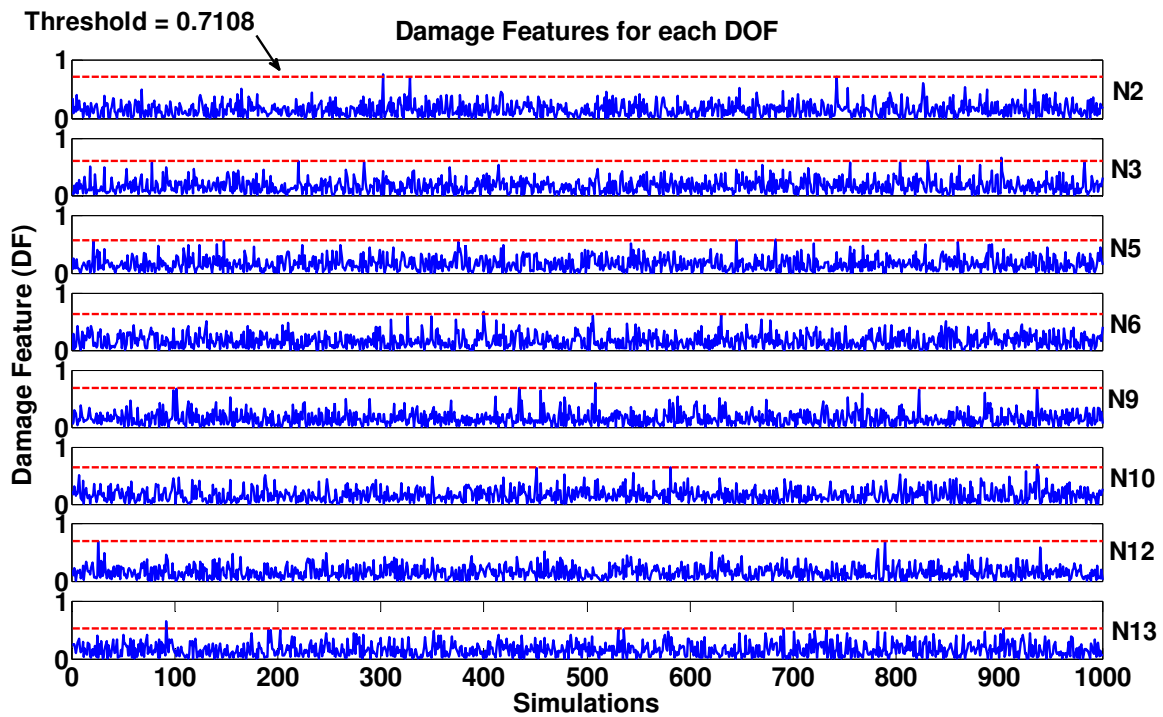 Threshold = 0.7108
Damage Features for each DOF
Damage Feature (DF)
1
0
N2
1
0
N3
1
0
N5
1
0
N6
1
0
N9
1
0
N10
1
0
N12
1
0
N13
0 100 200 300 400 500 600 700 800 900 1000
Simulations